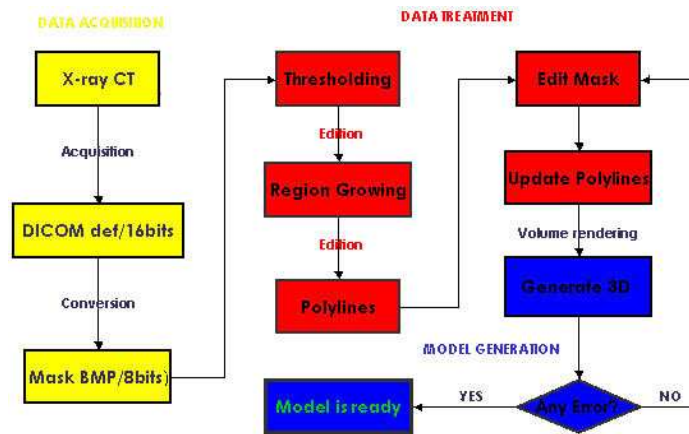 DATA ACQUISITION
X-ray CT
Acquisition
DICOM def/16bits
Conversion
Mask BMP/8bits)
DATA TREATMENT
Thresholding
Edition
Region Growing
Edition
Polylines
Edit Mask
Update Polylines
Volume rendering
Generate 3D
MODEL GENERATION
Any Error?
YES
NO
Model is ready